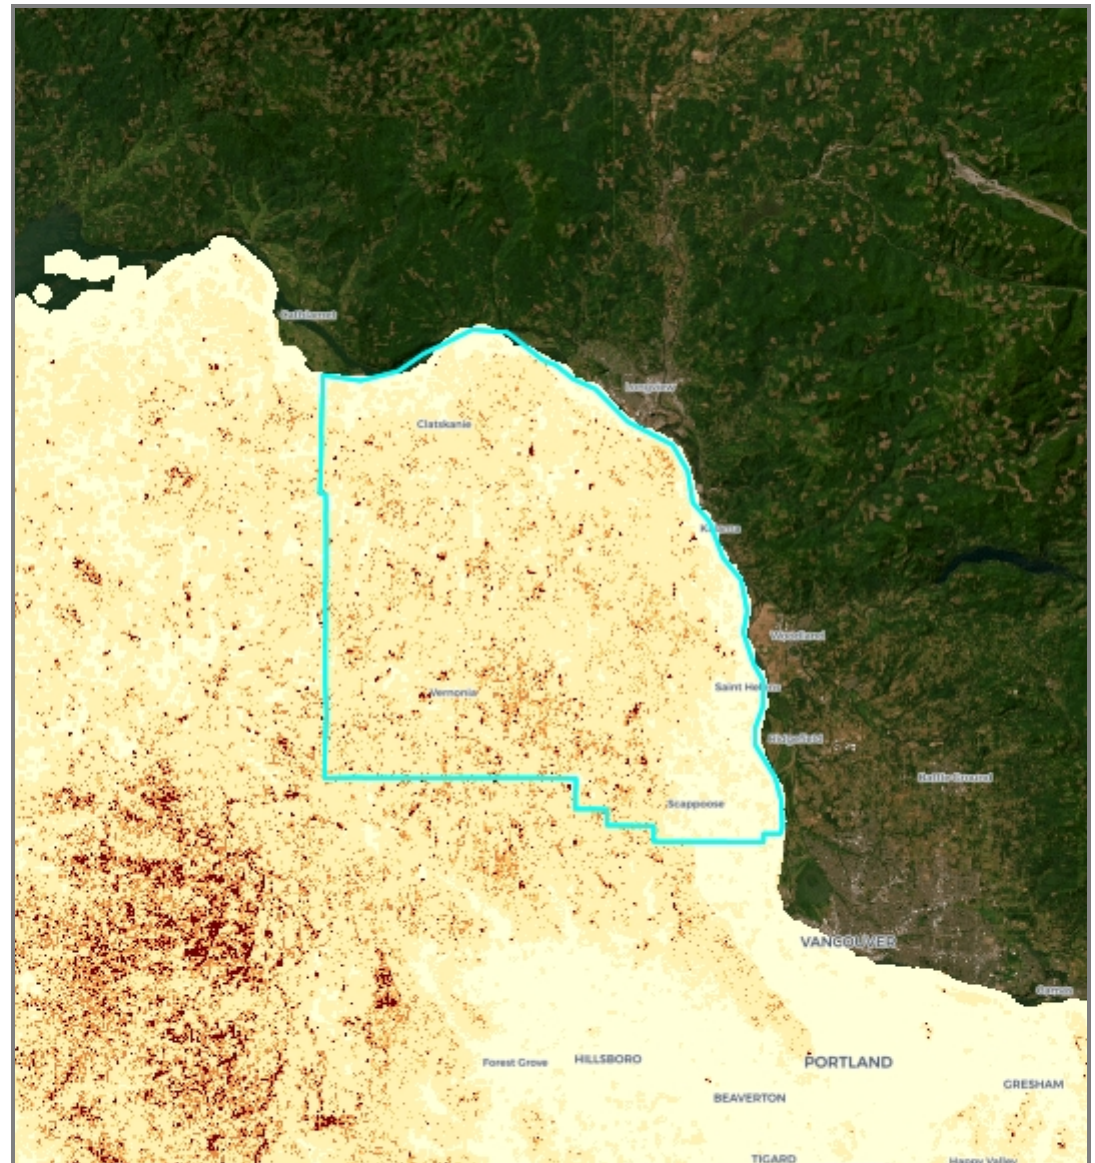 Cathlamet
Longview
Clatskanie
Kalama
Woodland
Vernonia
Saint Helens
Ridgefield
Battle Ground
Scappoose
VANCOUVER
Camas
Forest Grove
HILLSBORO
PORTLAND
GRESHAM
BEAVERTON
TIGARD
Happy Valley